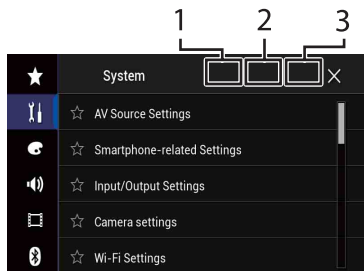 1 2 3
System
AV Source Settings
Smartphone-related Settings
Input/Output Settings
Camera settings
Wi-Fi Settings